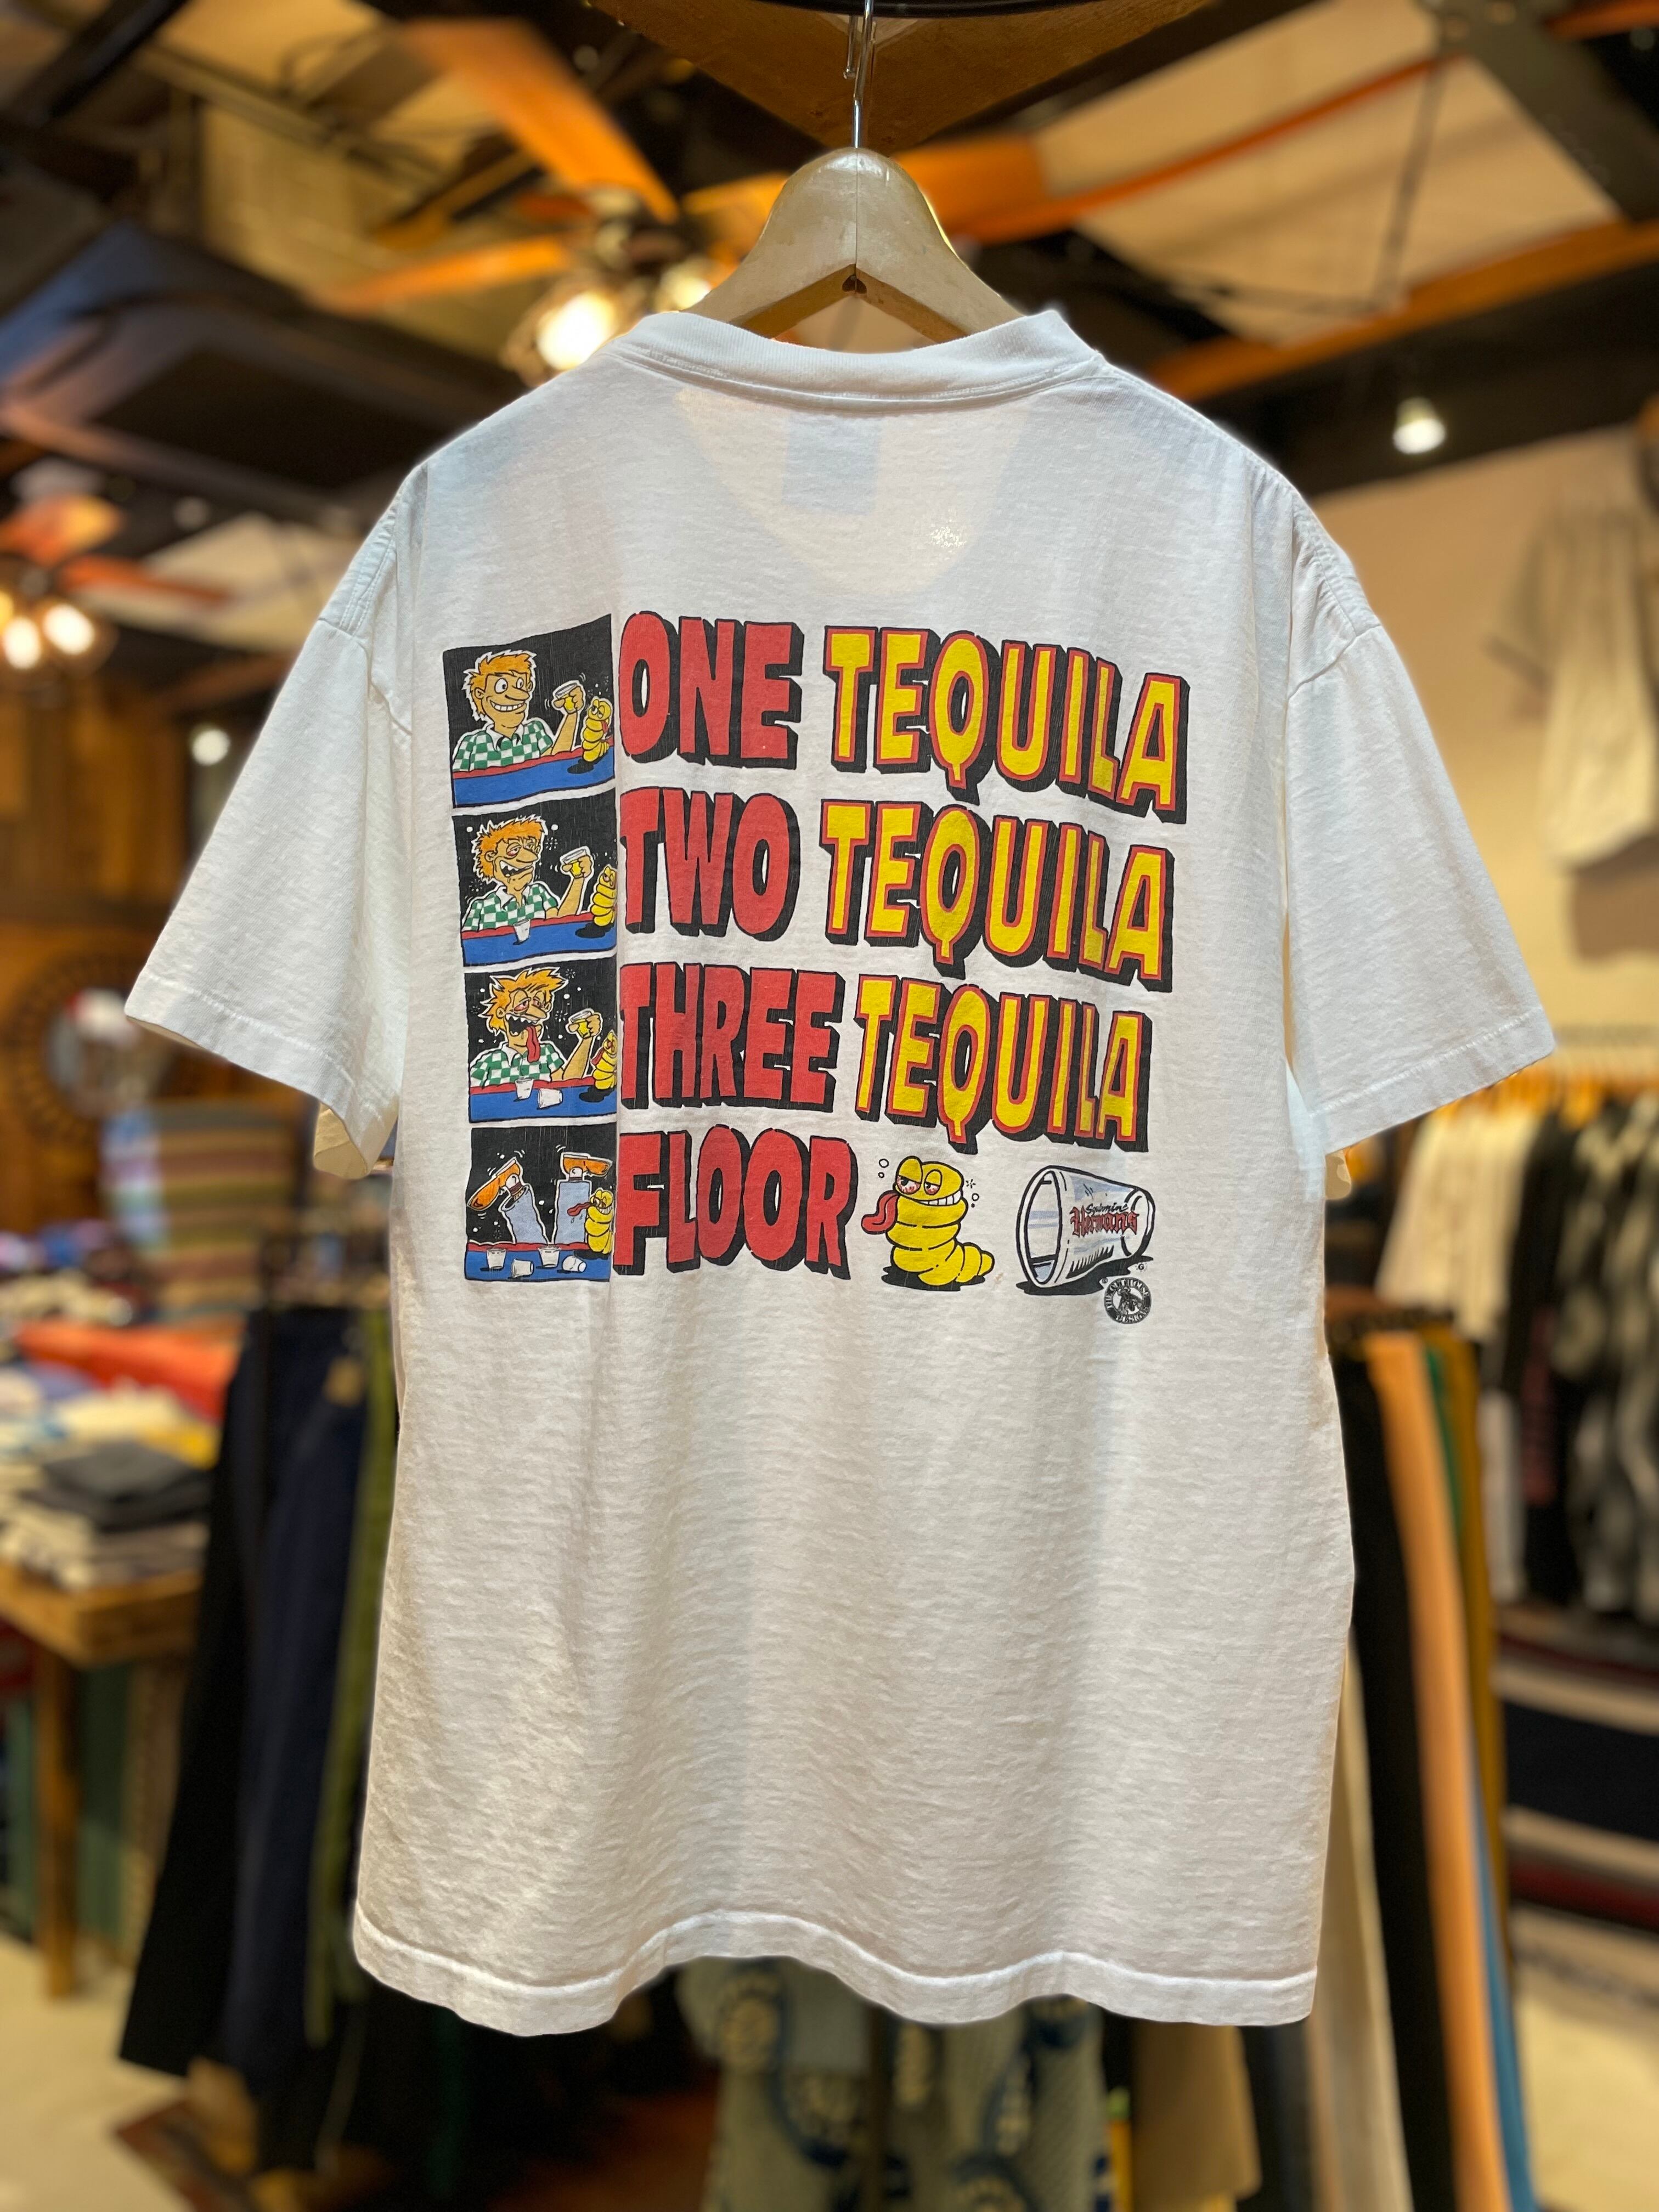 ONE TEQUILA
TWO TEQUILA
THREE TEQUILA
FLOOR